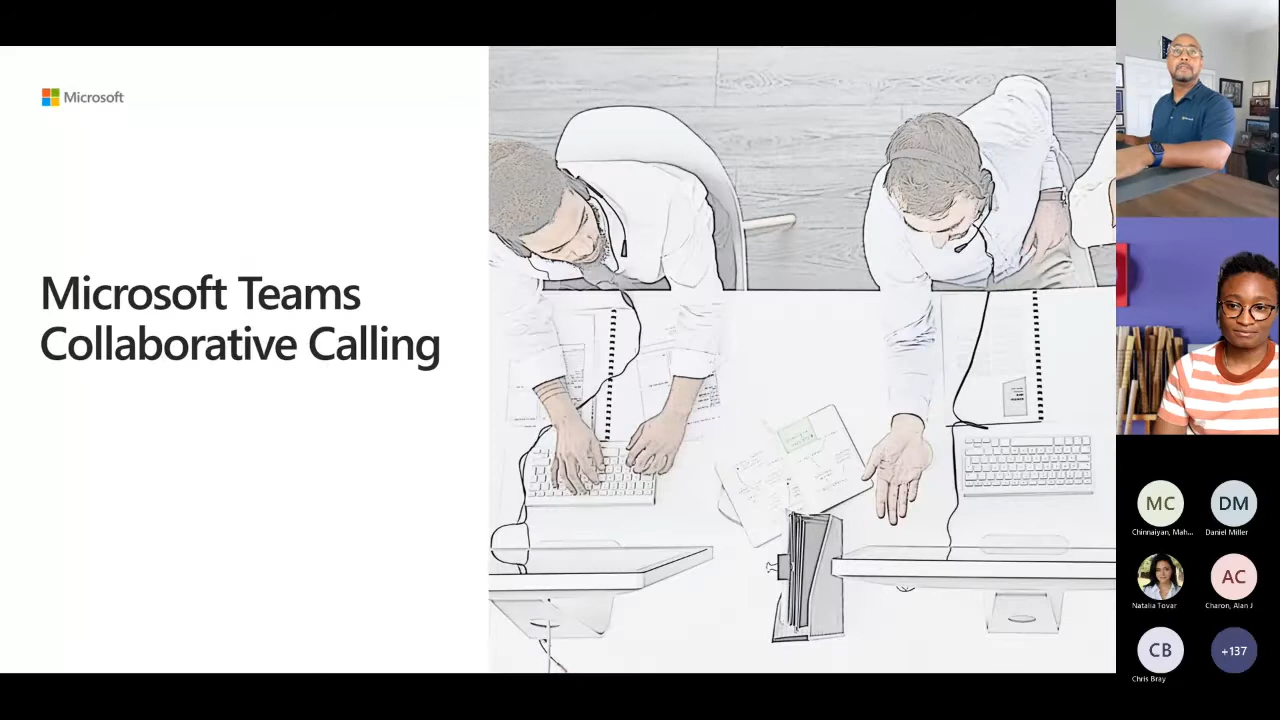 Microsoft
Microsoft Teams
Collaborative Calling
MC
DM
Chinnaiyan, Mah...
Daniel Miller
AC
Natalia Tovar
Charon, Alan J
CB
+137
Chris Bray